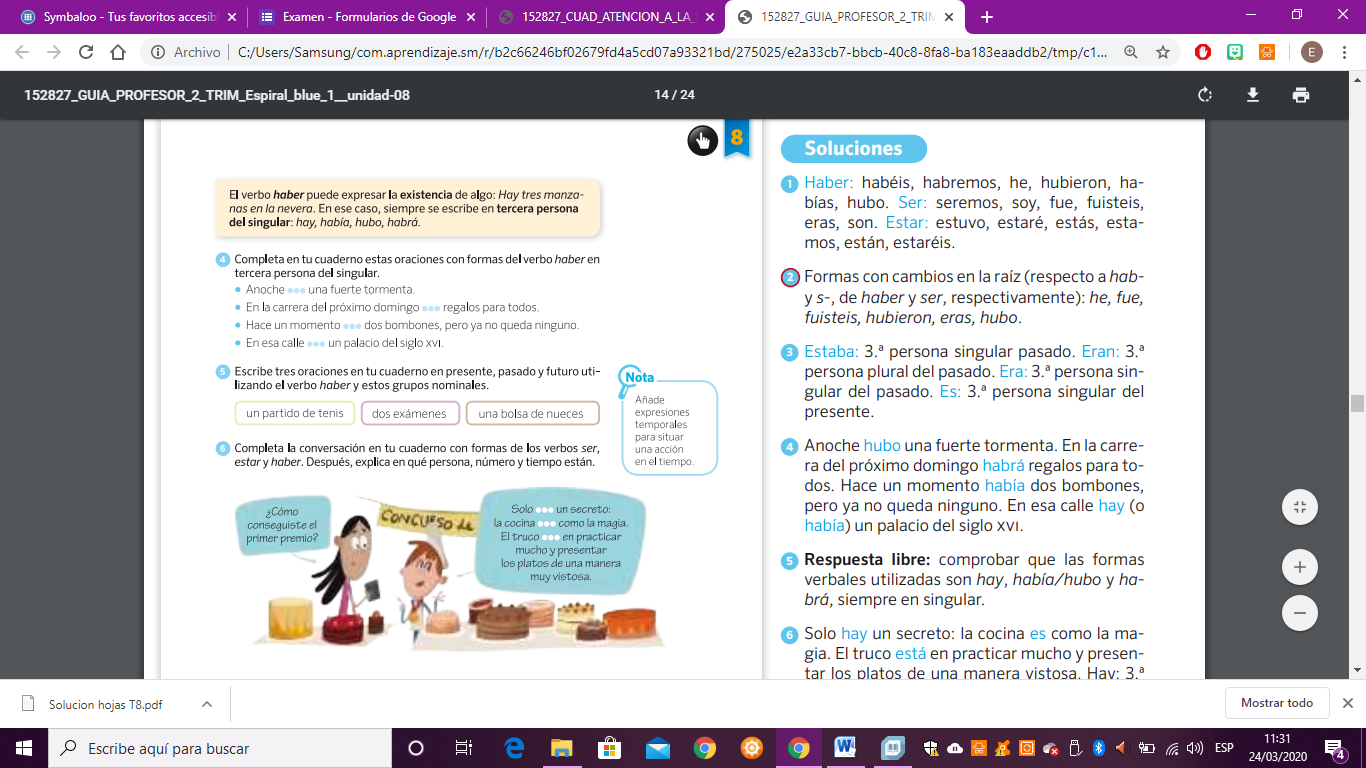 Symbaloo - Tus favoritos accesibl
Examen - Formularios de Google
152827_CUAD_ATENCION_A_LA_
152827_GUIA_PROFESOR_2_TRIM
Archivo
C:/Users/Samsung/com.aprendizaje.sm/r/b2c66246bf02679fd4a5cd07a93321bd/275025/e2a33cb7-bbcb-40c8-8fa8-ba183eaaddb2/tmp/c1...
E
152827_GUIA_PROFESOR_2_TRIM_Espiral_blue_1__unidad-08
14 / 24
8
El verbo haber puede expresar la existencia de algo: Hay tres manza-
nas en la nevera. En ese caso, siempre se escribe en tercera persona
del singular: hay, había, hubo, habrá.
4 Completa en tu cuaderno estas oraciones con formas del verbo haber en
tercera persona del singular.
• Anoche ●●● una fuerte tormenta.
• En la carrera del próximo domingo ●●● regalos para todos.
• Hace un momento ●●● dos bombones, pero ya no queda ninguno.
• En esa calle ●●● un palacio del siglo XVI.
5 Escribe tres oraciones en tu cuaderno en presente, pasado y futuro uti-
lizando el verbo haber y estos grupos nominales.
un partido de tenis
dos exámenes
una bolsa de nueces
Nota
Añade
expresiones
temporales
para situar
una acción
en el tiempo.
6 Completa la conversación en tu cuaderno con formas de los verbos ser,
estar y haber. Después, explica en qué persona, número y tiempo están.
¿Cómo
conseguiste el
primer premio?
CONCURSO de
Solo ●●● un secreto:
la cocina ●●● como la magia.
El truco ●●● en practicar
mucho y presentar
los platos de una manera
muy vistosa.
Soluciones
1 Haber: habéis, habremos, he, hubieron, ha-
bías, hubo. Ser: seremos, soy, fue, fuisteis,
eras, son. Estar: estuvo, estaré, estás, esta-
mos, están, estaréis.
2 Formas con cambios en la raíz (respecto a hab-
y s-, de haber y ser, respectivamente): he, fue,
fuisteis, hubieron, eras, hubo.
3 Estaba: 3.ª persona singular pasado. Eran: 3.ª
persona plural del pasado. Era: 3.ª persona sin-
gular del pasado. Es: 3.ª persona singular del
presente.
4 Anoche hubo una fuerte tormenta. En la carre-
ra del próximo domingo habrá regalos para to-
dos. Hace un momento había dos bombones,
pero ya no queda ninguno. En esa calle hay (o
había) un palacio del siglo XVI.
5 Respuesta libre: comprobar que las formas
verbales utilizadas son hay, había/hubo y ha-
brá, siempre en singular.
6 Solo hay un secreto: la cocina es como la ma-
gia. El truco está en practicar mucho y presen-
tar los platos de una manera vistosa. Hay: 3.ª
Solucion hojas T8.pdf
Mostrar todo
Escribe aquí para buscar
ESP
11:31
24/03/2020
4